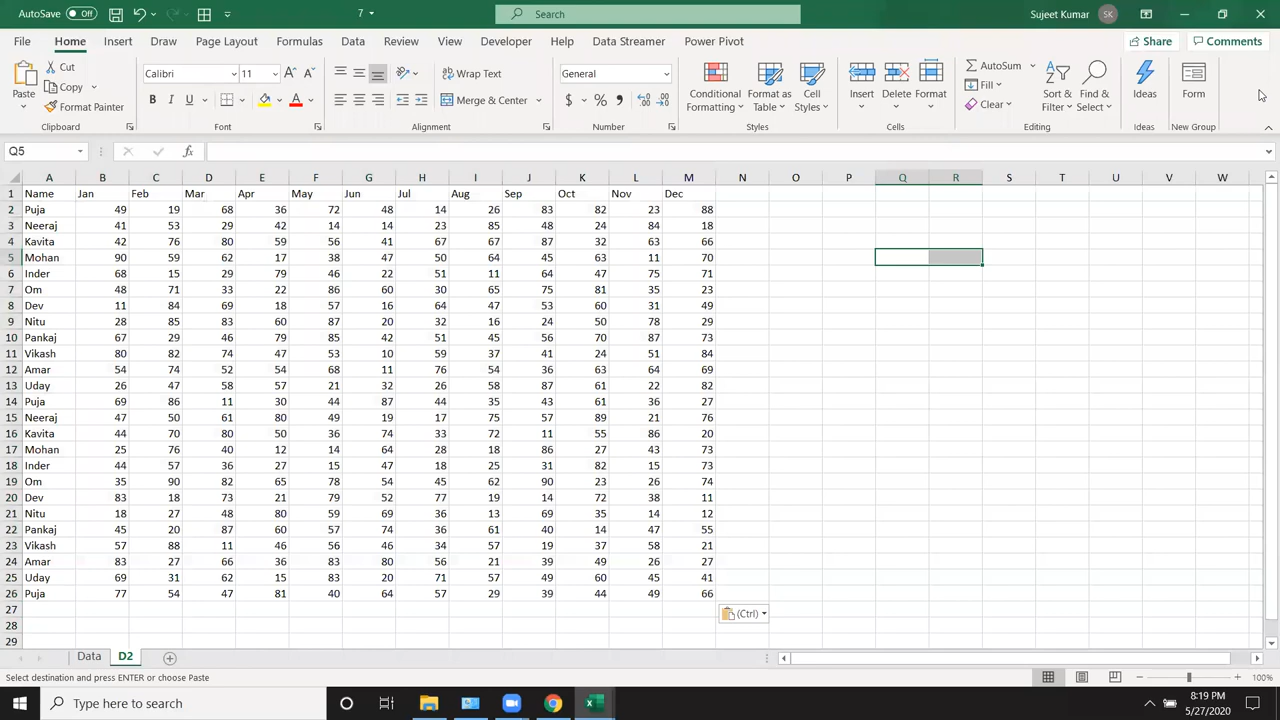 AutoSave Off 7 Search Sujeet Kumar SK
File Home Insert Draw Page Layout Formulas Data Review View Developer Help Data Streamer Power Pivot Share Comments
Paste Cut Copy Format Painter Clipboard
Calibri 11 B I U A Font
Wrap Text Merge & Center Alignment
General $ % , Number
Conditional Formatting Format as Table Cell Styles Styles
Insert Delete Format Cells
AutoSum Fill Clear Sort & Filter Find & Select Editing
Ideas Ideas
Form New Group
Q5 fx
A B C D E F G H I J K L M N O P Q R S T U V W
1 Name Jan Feb Mar Apr May Jun Jul Aug Sep Oct Nov Dec
2 Puja 49 19 68 36 72 48 14 26 83 82 23 88
3 Neeraj 41 53 29 42 14 14 23 85 48 24 84 18
4 Kavita 42 76 80 59 56 41 67 67 87 32 63 66
5 Mohan 90 59 62 17 38 47 50 64 45 63 11 70
6 Inder 68 15 29 79 46 22 51 11 64 47 75 71
7 Om 48 71 33 22 86 60 30 65 75 81 35 23
8 Dev 11 84 69 18 57 16 64 47 53 60 31 49
9 Nitu 28 85 83 60 87 20 32 16 24 50 78 29
10 Pankaj 67 29 46 79 85 42 51 45 56 70 87 73
11 Vikash 80 82 74 47 53 10 59 37 41 24 51 84
12 Amar 54 74 52 54 68 11 76 54 36 63 64 69
13 Uday 26 47 58 57 21 32 26 58 87 61 22 82
14 Puja 69 86 11 30 44 87 44 35 43 61 36 27
15 Neeraj 47 50 61 80 49 19 17 75 57 89 21 76
16 Kavita 44 70 80 50 36 74 33 72 11 55 86 20
17 Mohan 25 76 40 12 14 64 28 18 86 27 43 73
18 Inder 44 57 36 27 15 47 18 25 31 82 15 73
19 Om 35 90 82 65 78 54 45 62 90 23 26 74
20 Dev 83 18 73 21 79 52 77 19 14 72 38 11
21 Nitu 18 27 48 80 59 69 36 13 69 35 14 12
22 Pankaj 45 20 87 60 57 74 36 61 40 14 47 55
23 Vikash 57 88 11 46 56 46 34 57 19 37 58 21
24 Amar 83 27 66 36 83 80 56 21 39 49 26 27
25 Uday 69 31 62 15 83 20 71 57 49 60 45 41
26 Puja 77 54 47 81 40 64 57 29 39 44 49 66
27 (Ctrl)
28
29
Data D2
Select destination and press ENTER or choose Paste 100%
Type here to search 8:19 PM
5/27/2020